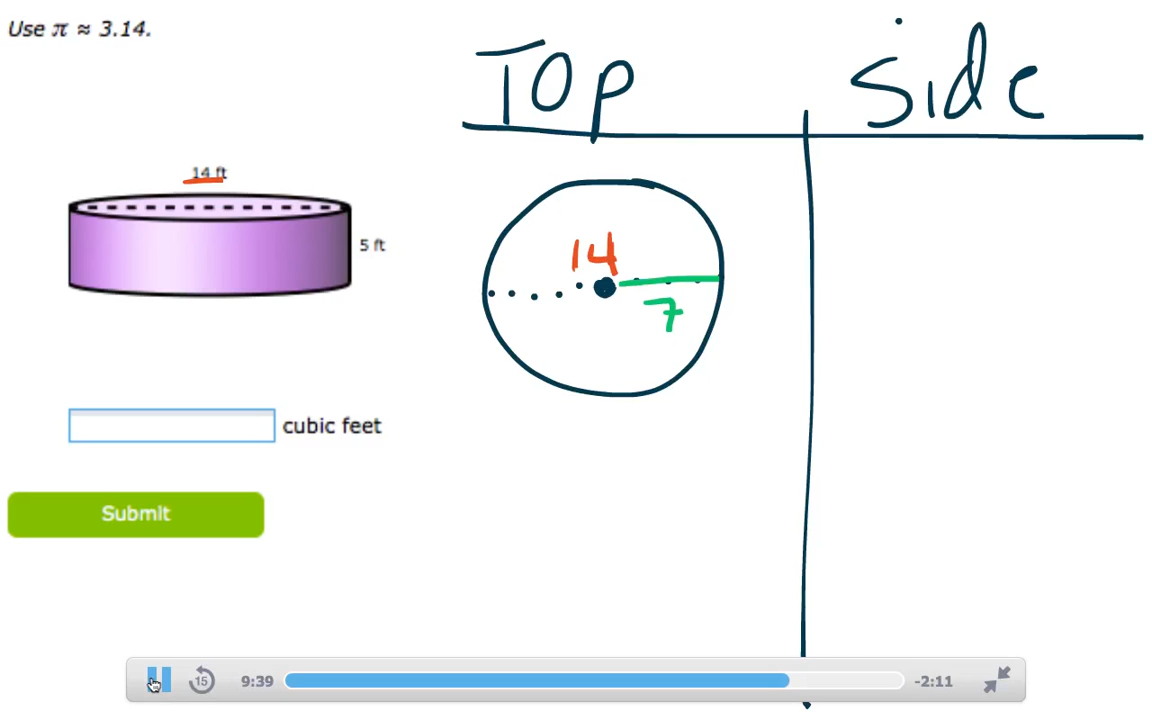 Use π ≈ 3.14.
Top Side
14 ft
5 ft
14
7
cubic feet
Submit
15 9:39 -2:11